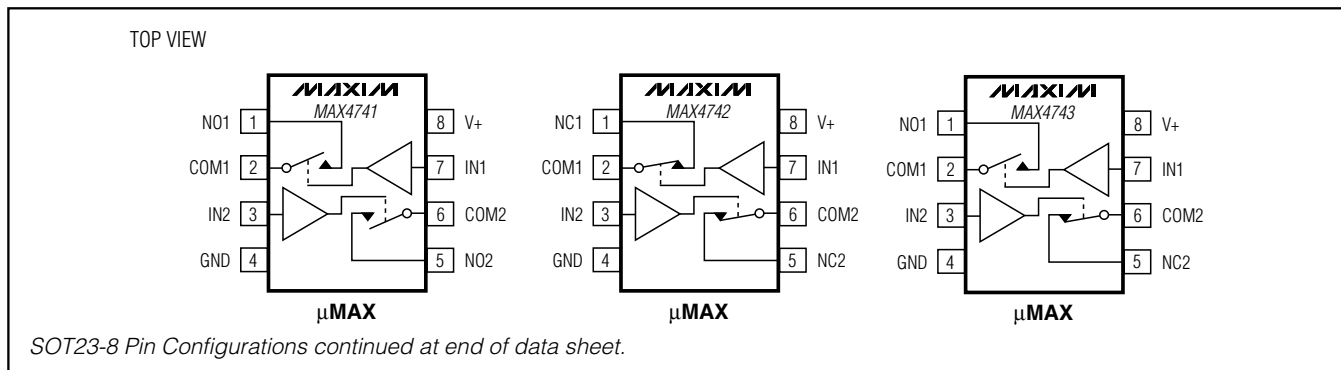 TOP VIEW
MAXIM
MAX4741
NO1 1
COM1 2
IN2 3
GND 4
8 V+
7 IN1
6 COM2
5 NO2
µMAX
MAXIM
MAX4742
NC1 1
COM1 2
IN2 3
GND 4
8 V+
7 IN1
6 COM2
5 NC2
µMAX
MAXIM
MAX4743
NO1 1
COM1 2
IN2 3
GND 4
8 V+
7 IN1
6 COM2
5 NC2
µMAX
SOT23-8 Pin Configurations continued at end of data sheet.